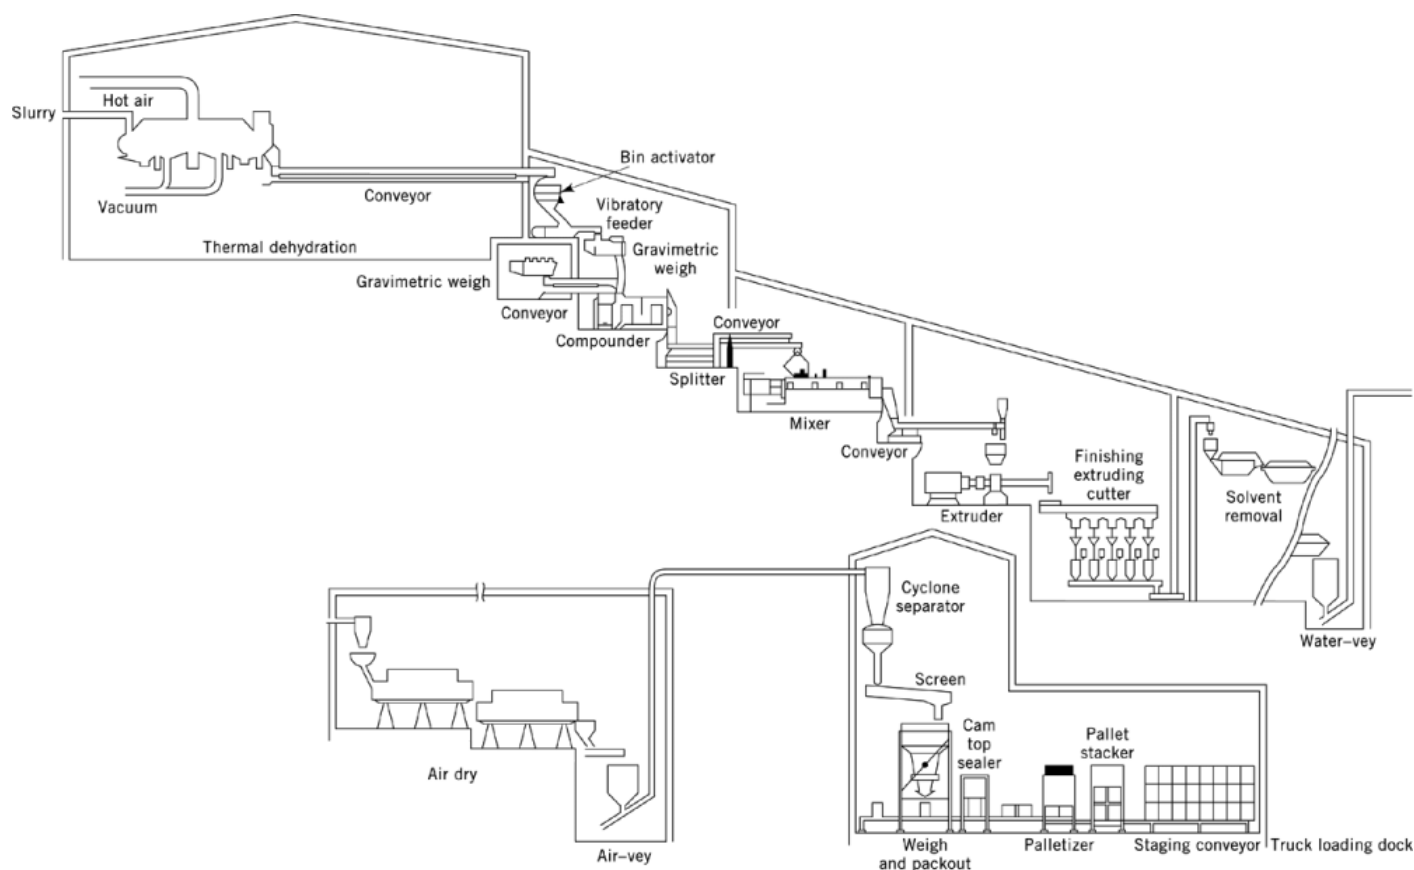 Hot air
Slurry
Vacuum
Conveyor
Thermal dehydration
Bin activator
Vibratory
feeder
Gravimetric
weigh
Gravimetric weigh
Conveyor
Compounder
Conveyor
Splitter
Mixer
Conveyor
Extruder
Finishing
extruding
cutter
Solvent
removal
Water–vey
Air dry
Air–vey
Cyclone
separator
Screen
Cam
top
sealer
Pallet
stacker
Weigh
and packout
Palletizer
Staging conveyor
Truck loading dock